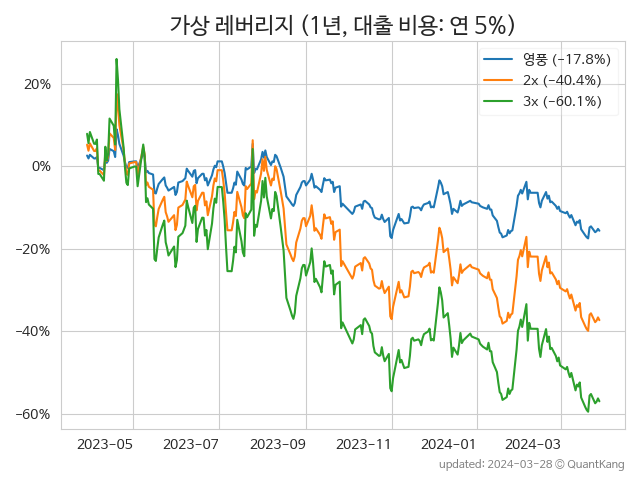 가상 레버리지 (1년, 대출 비용: 연 5%)
영풍 (−17.8%)
2x (−40.4%)
3x (−60.1%)
20%
0%
−20%
−40%
−60%
2023-05 2023-07 2023-09 2023-11 2024-01 2024-03
updated: 2024-03-28 © QuantKang